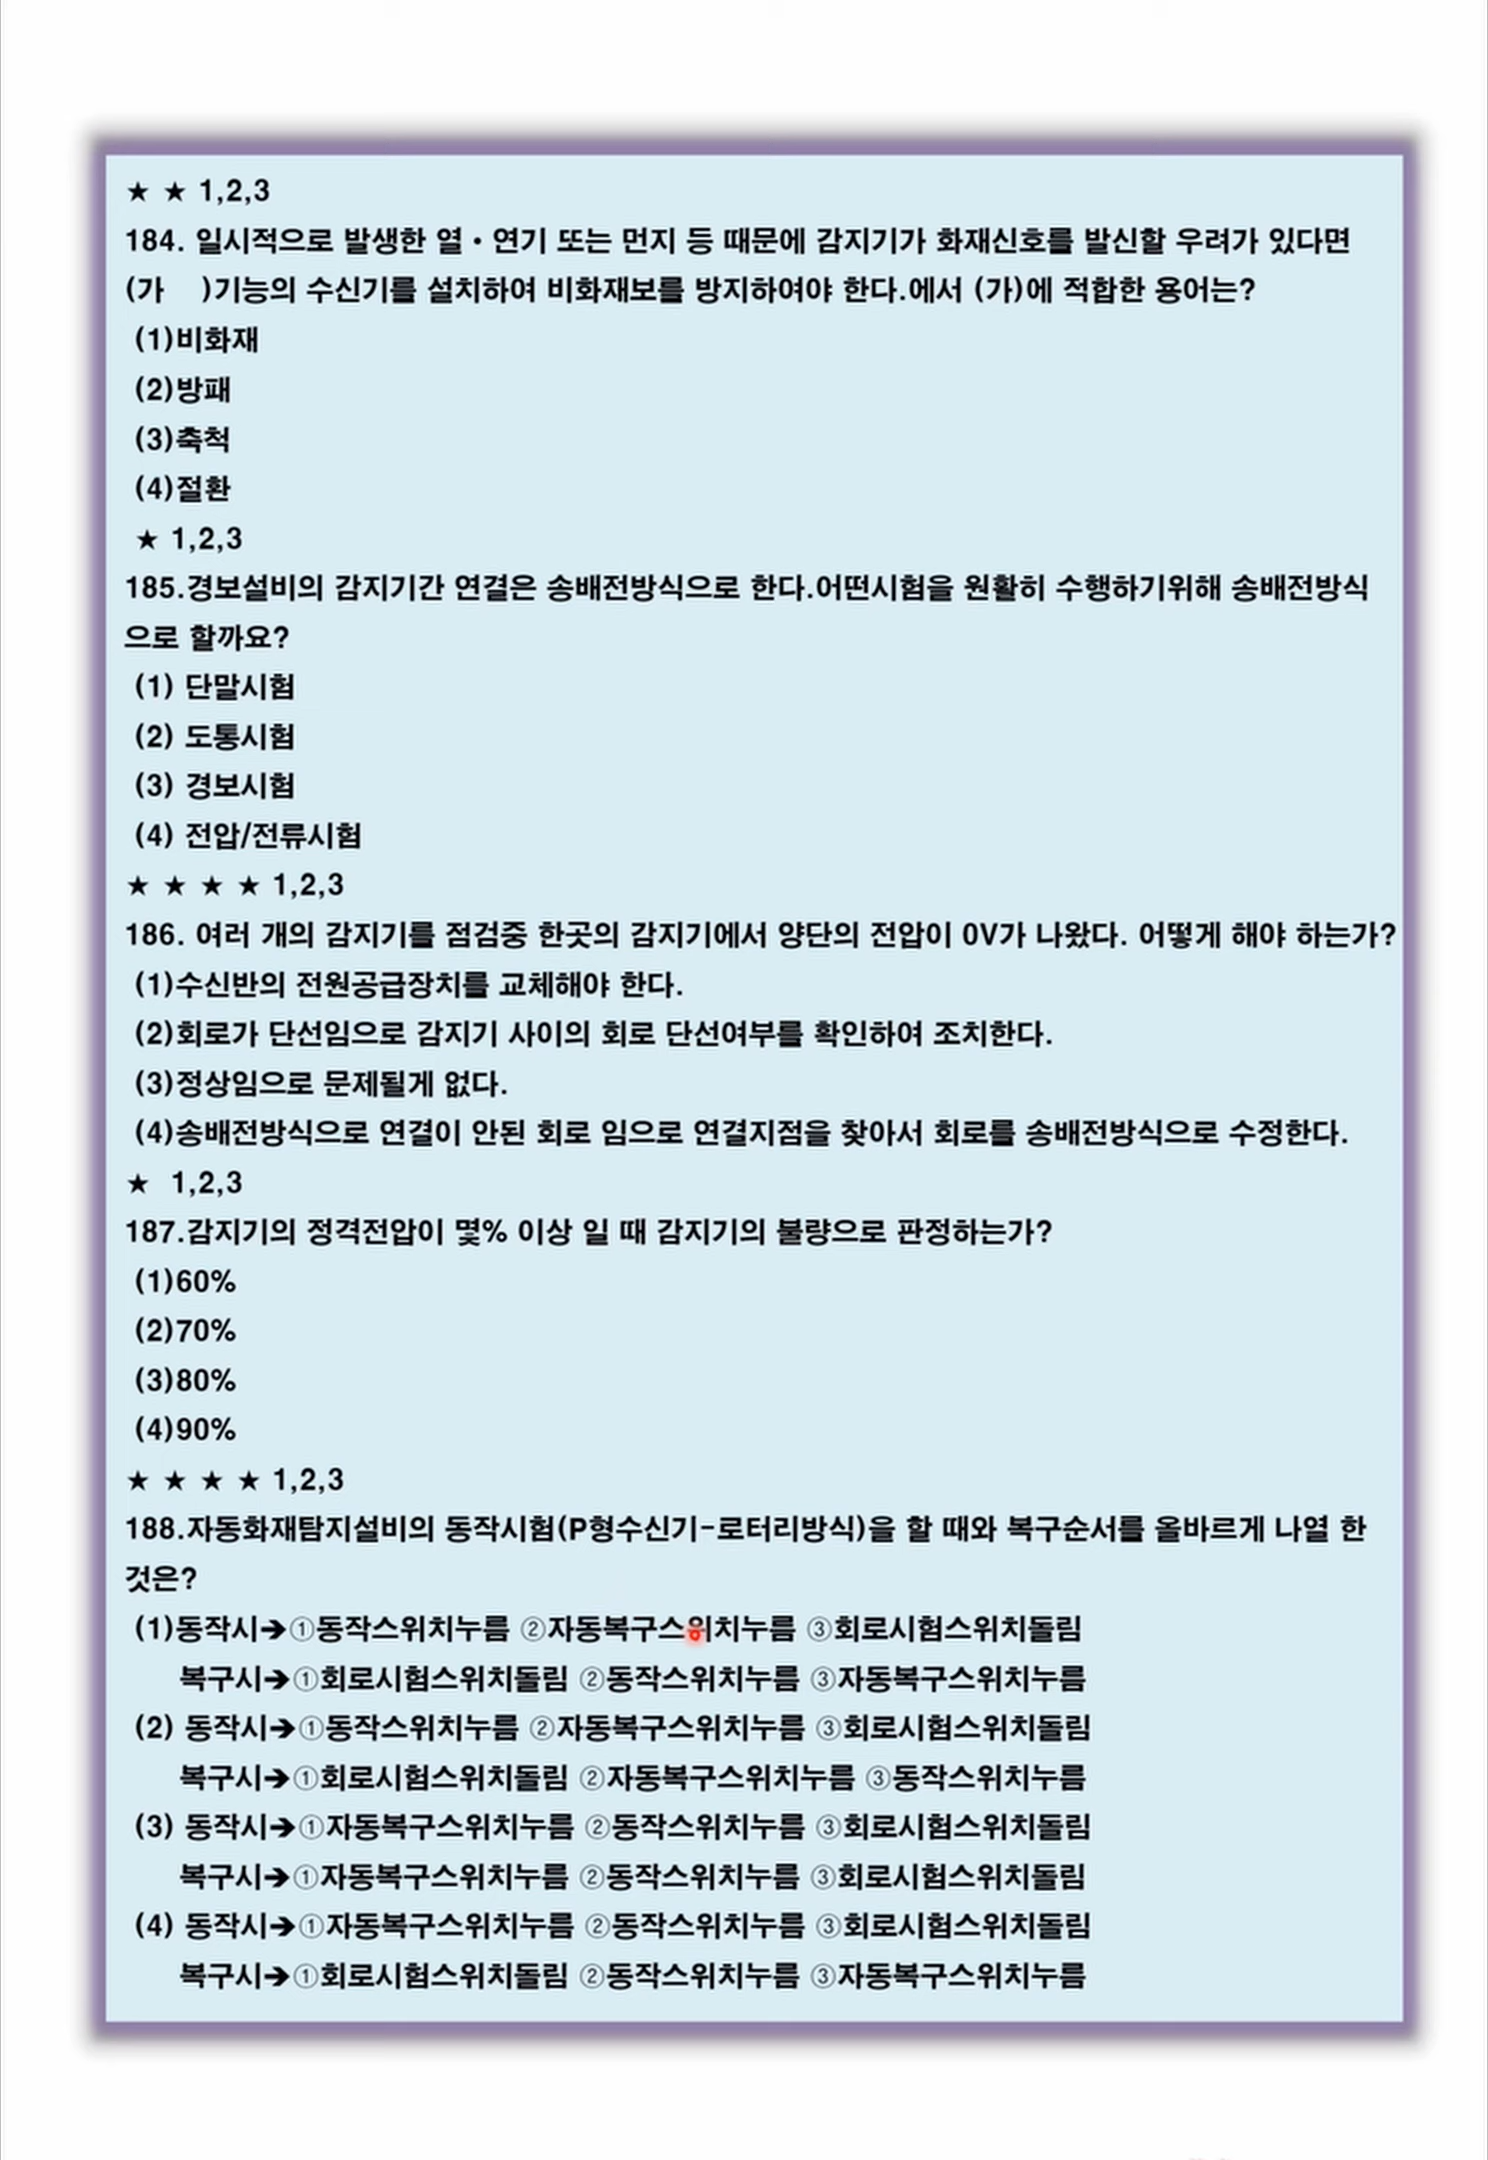 ★ ★ 1,2,3
184. 일시적으로 발생한 열・연기 또는 먼지 등 때문에 감지기가 화재신호를 발신할 우려가 있다면
(가 )기능의 수신기를 설치하여 비화재보를 방지하여야 한다.에서 (가)에 적합한 용어는?
(1)비화재
(2)방패
(3)축척
(4)절환
★ 1,2,3
185.경보설비의 감지기간 연결은 송배전방식으로 한다.어떤시험을 원활히 수행하기위해 송배전방식
으로 할까요?
(1) 단말시험
(2) 도통시험
(3) 경보시험
(4) 전압/전류시험
★ ★ ★ ★ 1,2,3
186. 여러 개의 감지기를 점검중 한곳의 감지기에서 양단의 전압이 0V가 나왔다. 어떻게 해야 하는가?
(1)수신반의 전원공급장치를 교체해야 한다.
(2)회로가 단선임으로 감지기 사이의 회로 단선여부를 확인하여 조치한다.
(3)정상임으로 문제될게 없다.
(4)송배전방식으로 연결이 안된 회로 임으로 연결지점을 찾아서 회로를 송배전방식으로 수정한다.
★ 1,2,3
187.감지기의 정격전압이 몇% 이상 일 때 감지기의 불량으로 판정하는가?
(1)60%
(2)70%
(3)80%
(4)90%
★ ★ ★ ★ 1,2,3
188.자동화재탐지설비의 동작시험(P형수신기-로터리방식)을 할 때와 복구순서를 올바르게 나열 한
것은?
(1)동작시➔①동작스위치누름 ②자동복구스위치누름 ③회로시험스위치돌림
복구시➔①회로시험스위치돌림 ②동작스위치누름 ③자동복구스위치누름
(2) 동작시➔①동작스위치누름 ②자동복구스위치누름 ③회로시험스위치돌림
복구시➔①회로시험스위치돌림 ②자동복구스위치누름 ③동작스위치누름
(3) 동작시➔①자동복구스위치누름 ②동작스위치누름 ③회로시험스위치돌림
복구시➔①자동복구스위치누름 ②동작스위치누름 ③회로시험스위치돌림
(4) 동작시➔①자동복구스위치누름 ②동작스위치누름 ③회로시험스위치돌림
복구시➔①회로시험스위치돌림 ②동작스위치누름 ③자동복구스위치누름